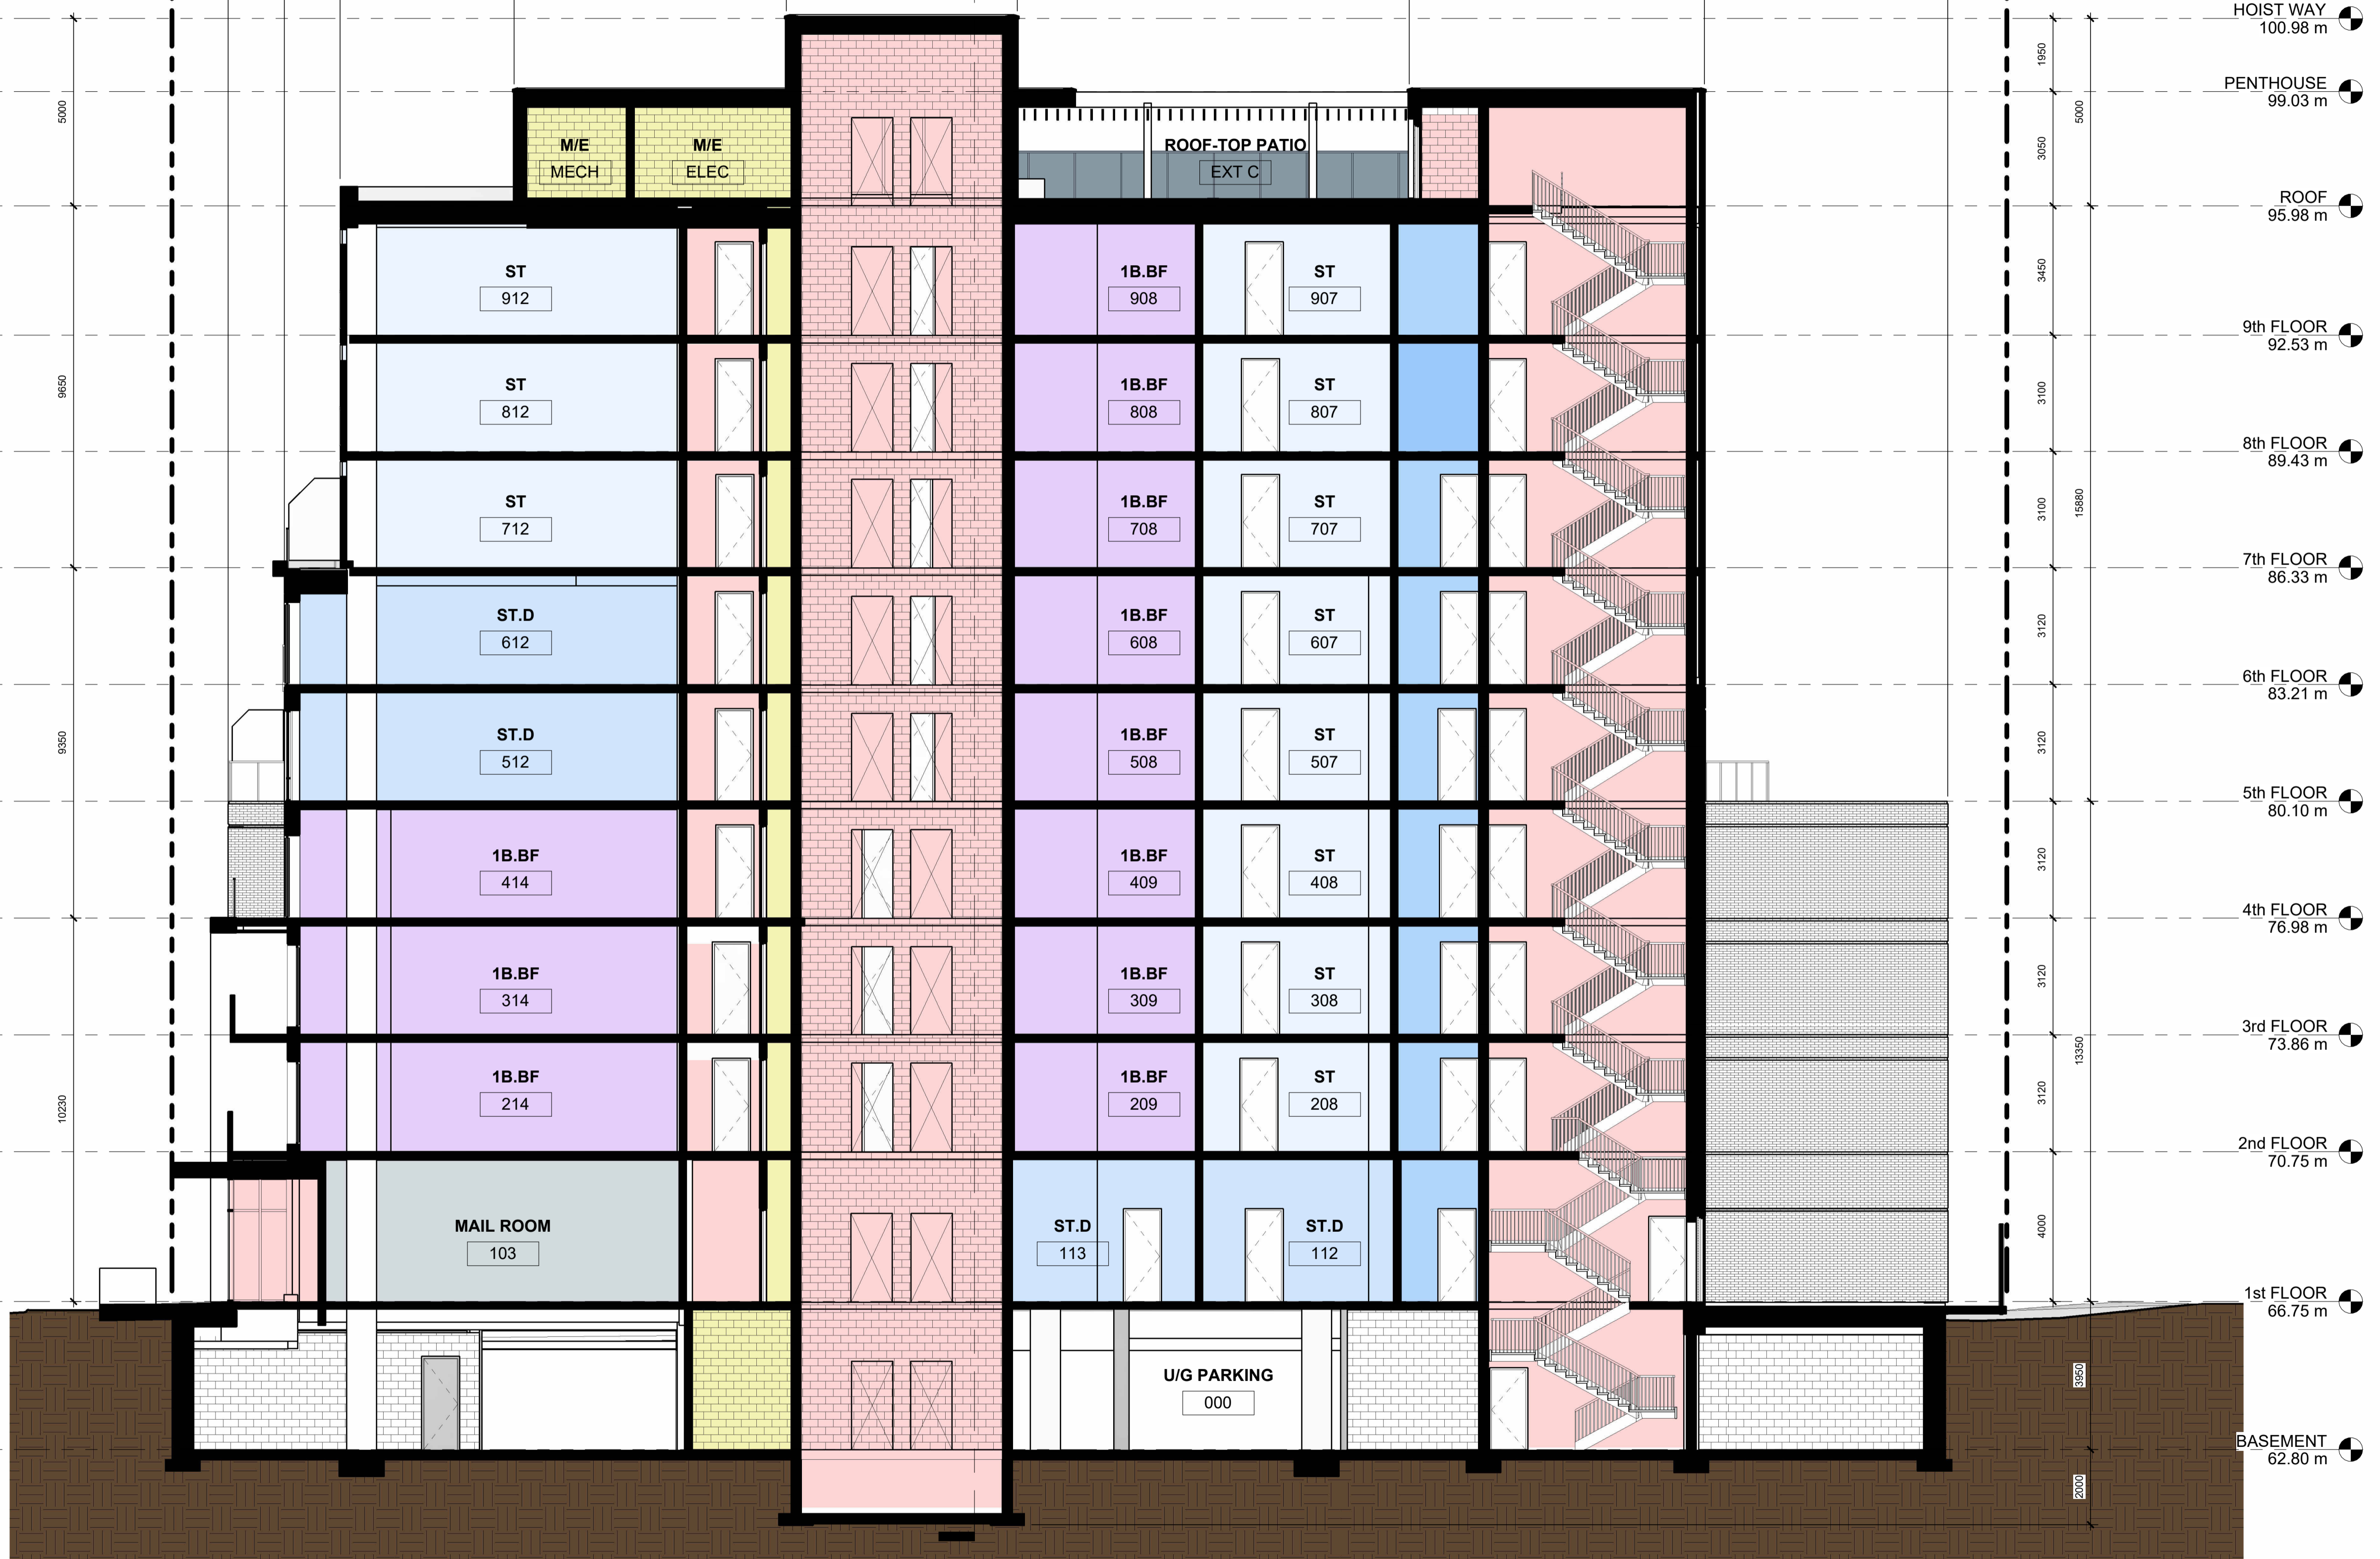 HOIST WAY
100.98 m
1950
PENTHOUSE
99.03 m
5000
5000
M/E
MECH
M/E
ELEC
ROOF-TOP PATIO
EXT C
3050
ROOF
95.98 m
ST
912
1B.BF
908
ST
907
3450
9th FLOOR
92.53 m
9650
ST
812
1B.BF
808
ST
807
3100
8th FLOOR
89.43 m
ST
712
1B.BF
708
ST
707
3100
15880
7th FLOOR
86.33 m
ST.D
612
1B.BF
608
ST
607
3120
6th FLOOR
83.21 m
9350
ST.D
512
1B.BF
508
ST
507
3120
5th FLOOR
80.10 m
1B.BF
414
1B.BF
409
ST
408
3120
4th FLOOR
76.98 m
1B.BF
314
1B.BF
309
ST
308
3120
3rd FLOOR
73.86 m
13350
10230
1B.BF
214
1B.BF
209
ST
208
3120
2nd FLOOR
70.75 m
MAIL ROOM
103
ST.D
113
ST.D
112
4000
1st FLOOR
66.75 m
U/G PARKING
000
3950
BASEMENT
62.80 m
2000